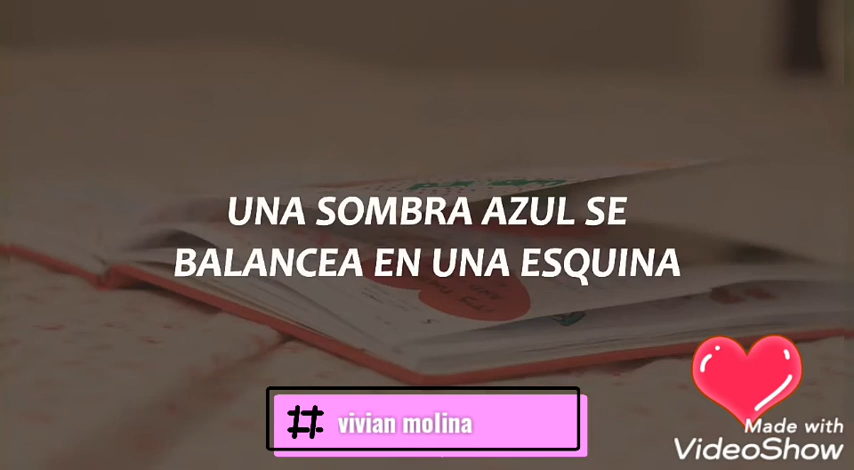 UNA SOMBRA AZUL SE
BALANCEA EN UNA ESQUINA
# vivian molina
Made with
VideoShow